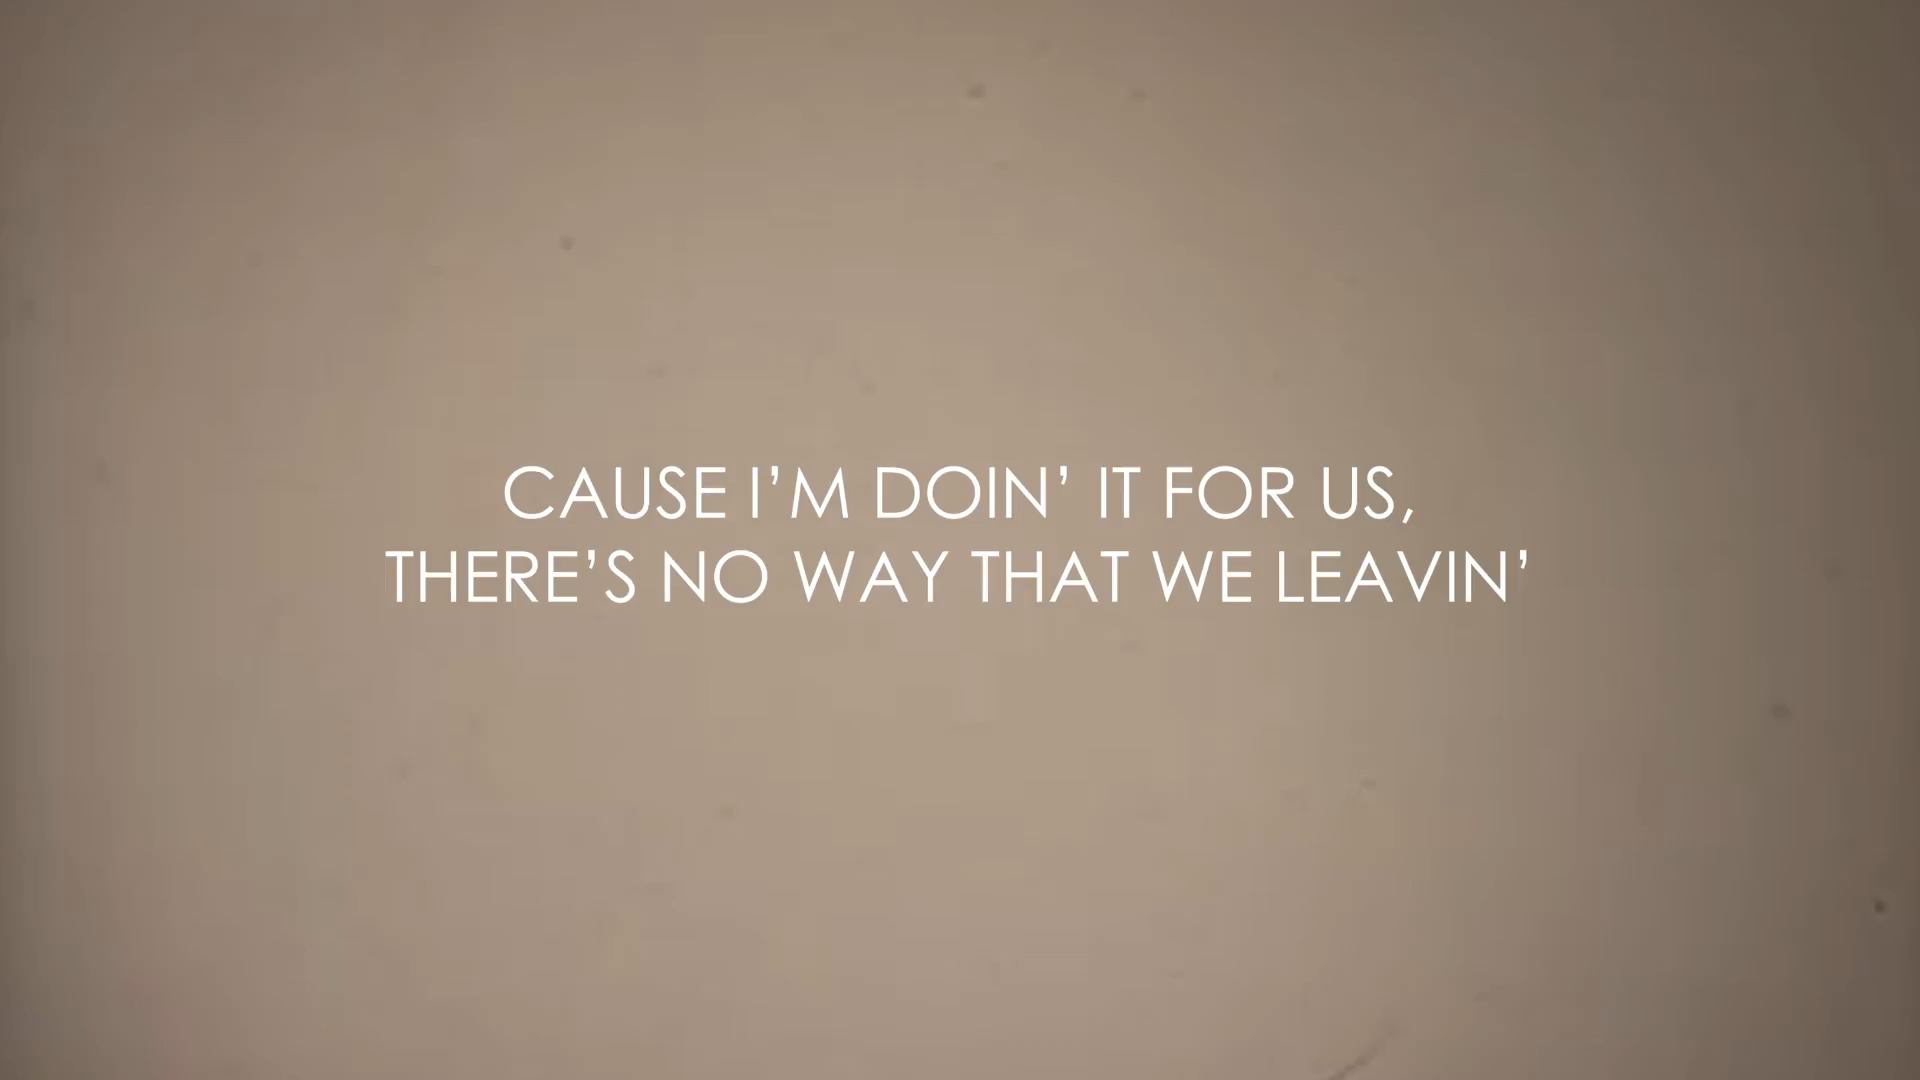 CAUSE I’M DOIN’ IT FOR US,
THERE’S NO WAY THAT WE LEAVIN’